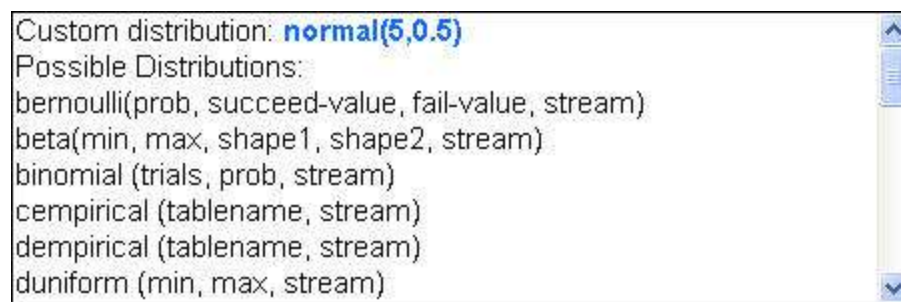 Custom distribution: normal(5,0.5)
Possible Distributions:
bernoulli(prob, succeed-value, fail-value, stream)
beta(min, max, shape1, shape2, stream)
binomial (trials, prob, stream)
cempirical (tablename, stream)
dempirical (tablename, stream)
duniform (min, max, stream)